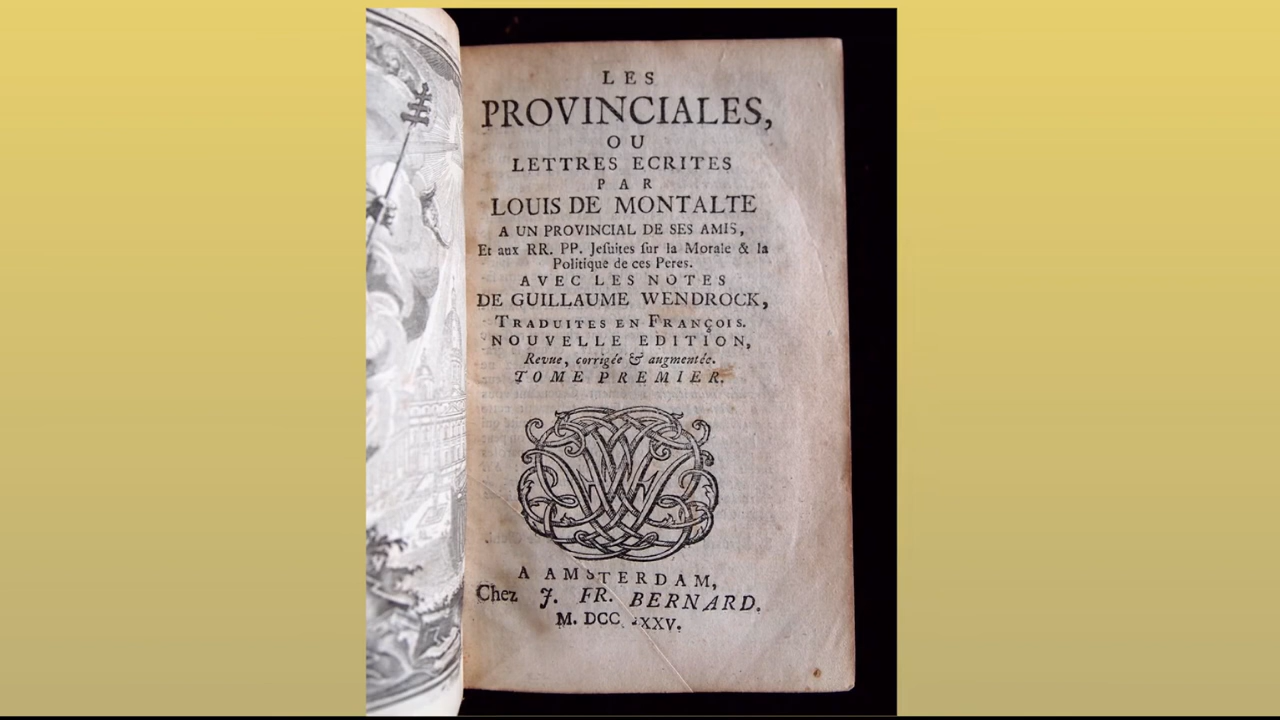 LES
PROVINCIALES,
OU
LETTRES ECRITES
PAR
LOUIS DE MONTALTE
A UN PROVINCIAL DE SES AMIS,
Et aux RR. PP. Jeſuites ſur la Morale & la
Politique de ces Peres.
AVEC LES NOTES
DE GUILLAUME WENDROCK,
TRADUITES EN FRANÇOIS.
NOUVELLE EDITION,
Revue, corrigée & augmentée.
TOME PREMIER.
A AMSTERDAM,
Chez J. FR. BERNARD.
M. DCC. XXXV.